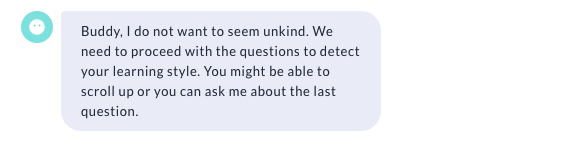 Buddy, I do not want to seem unkind. We
need to proceed with the questions to detect
your learning style. You might be able to
scroll up or you can ask me about the last
question.